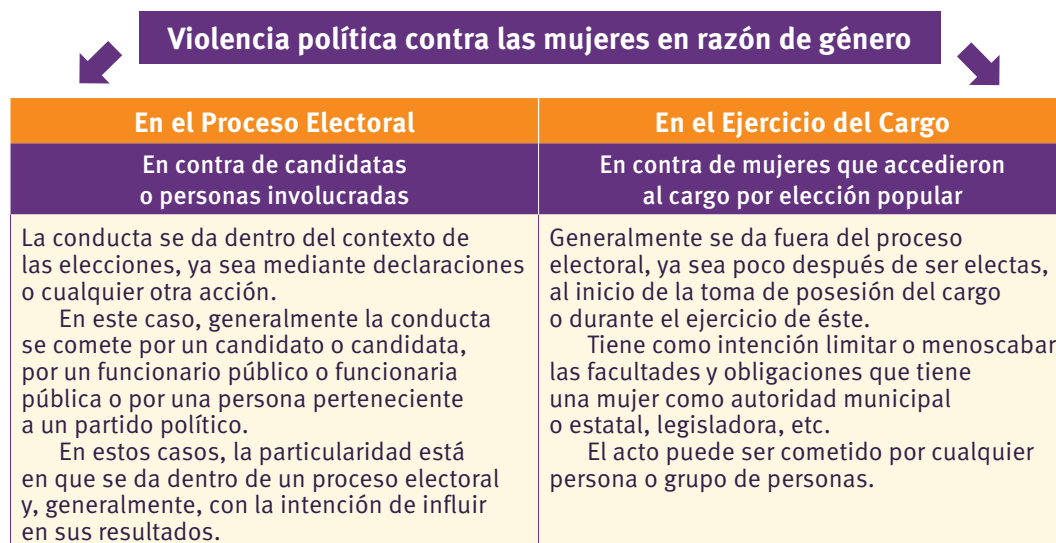 Violencia política contra las mujeres en razón de género
En el Proceso Electoral
En contra de candidatas
o personas involucradas
La conducta se da dentro del contexto de
las elecciones, ya sea mediante declaraciones
o cualquier otra acción.
En este caso, generalmente la conducta
se comete por un candidato o candidata,
por un funcionario público o funcionaria
pública o por una persona perteneciente
a un partido político.
En estos casos, la particularidad está
en que se da dentro de un proceso electoral
y, generalmente, con la intención de influir
en sus resultados.
En el Ejercicio del Cargo
En contra de mujeres que accedieron
al cargo por elección popular
Generalmente se da fuera del proceso
electoral, ya sea poco después de ser electas,
al inicio de la toma de posesión del cargo
o durante el ejercicio de éste.
Tiene como intención limitar o menoscabar
las facultades y obligaciones que tiene
una mujer como autoridad municipal
o estatal, legisladora, etc.
El acto puede ser cometido por cualquier
persona o grupo de personas.